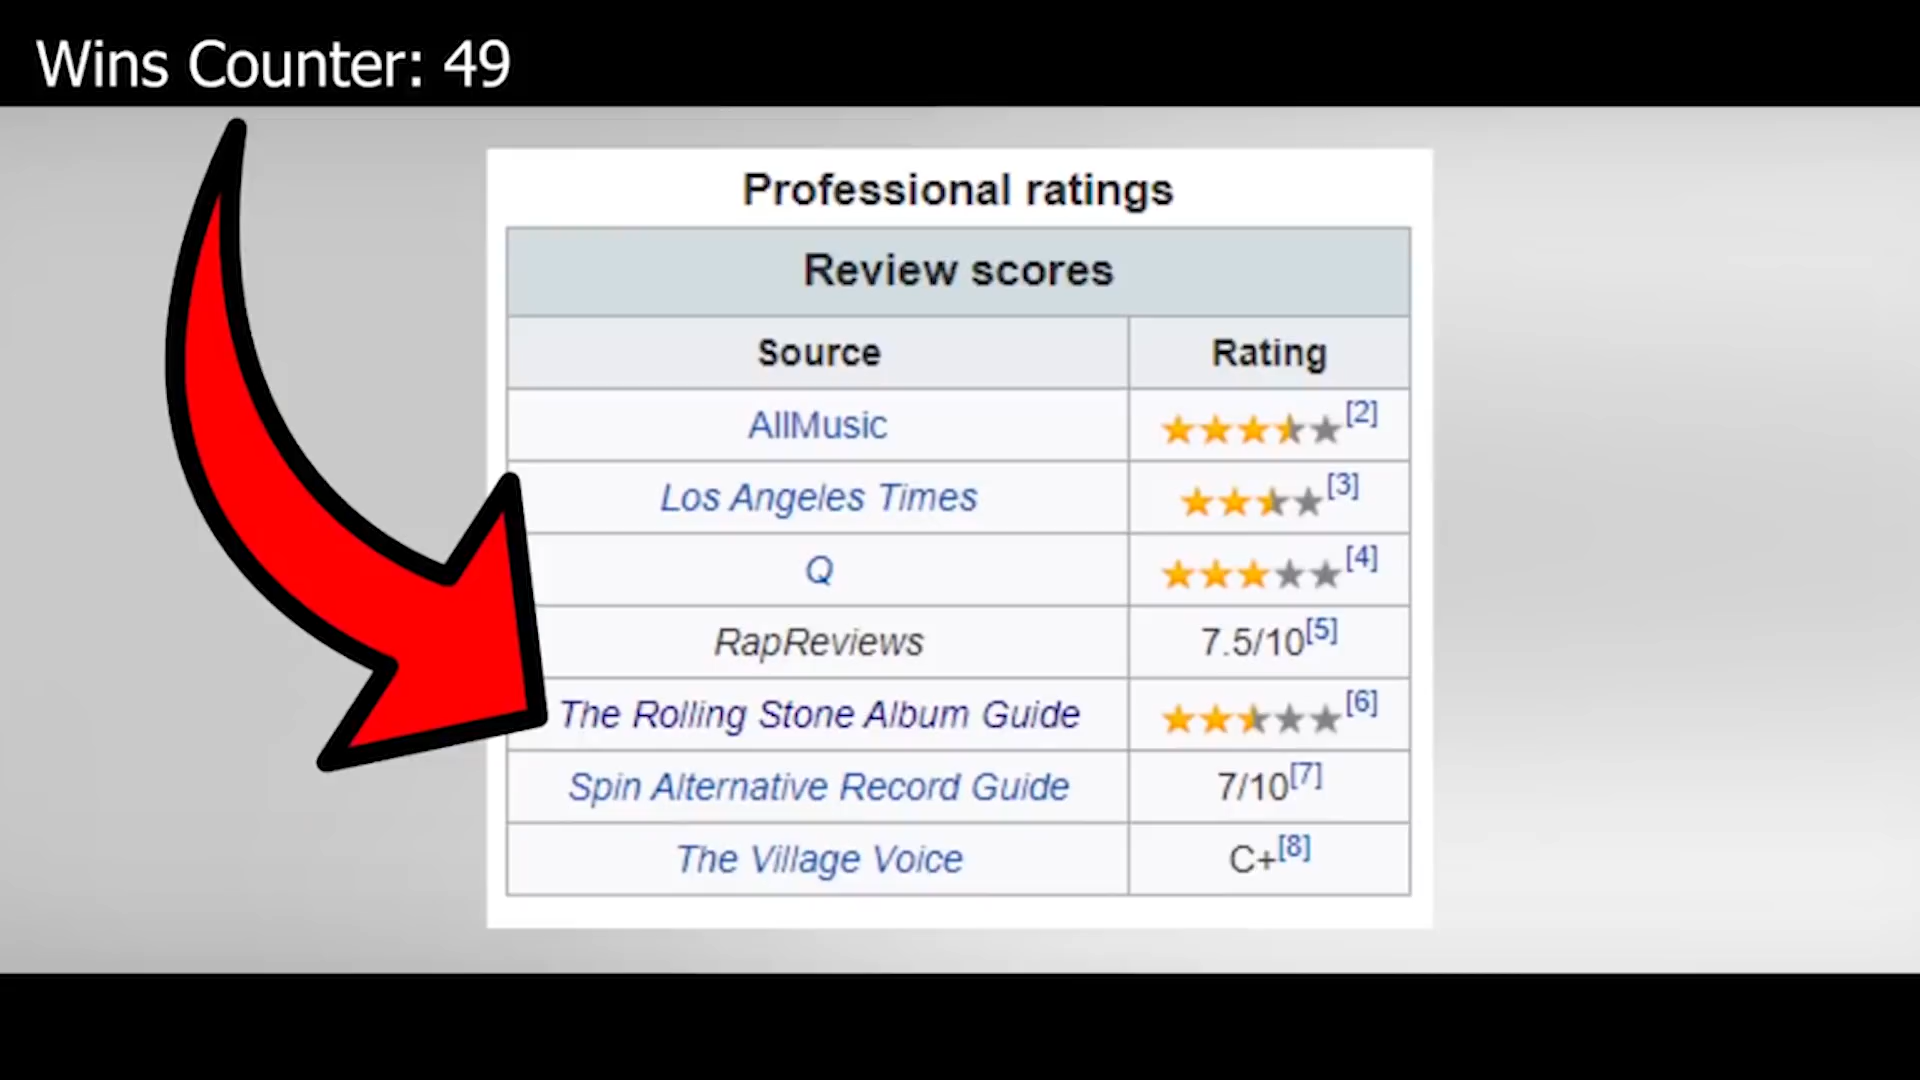 Wins Counter: 49
Professional ratings
Review scores
Source Rating
AllMusic [2]
Los Angeles Times [3]
Q [4]
RapReviews 7.5/10[5]
The Rolling Stone Album Guide [6]
Spin Alternative Record Guide 7/10[7]
The Village Voice C+[8]